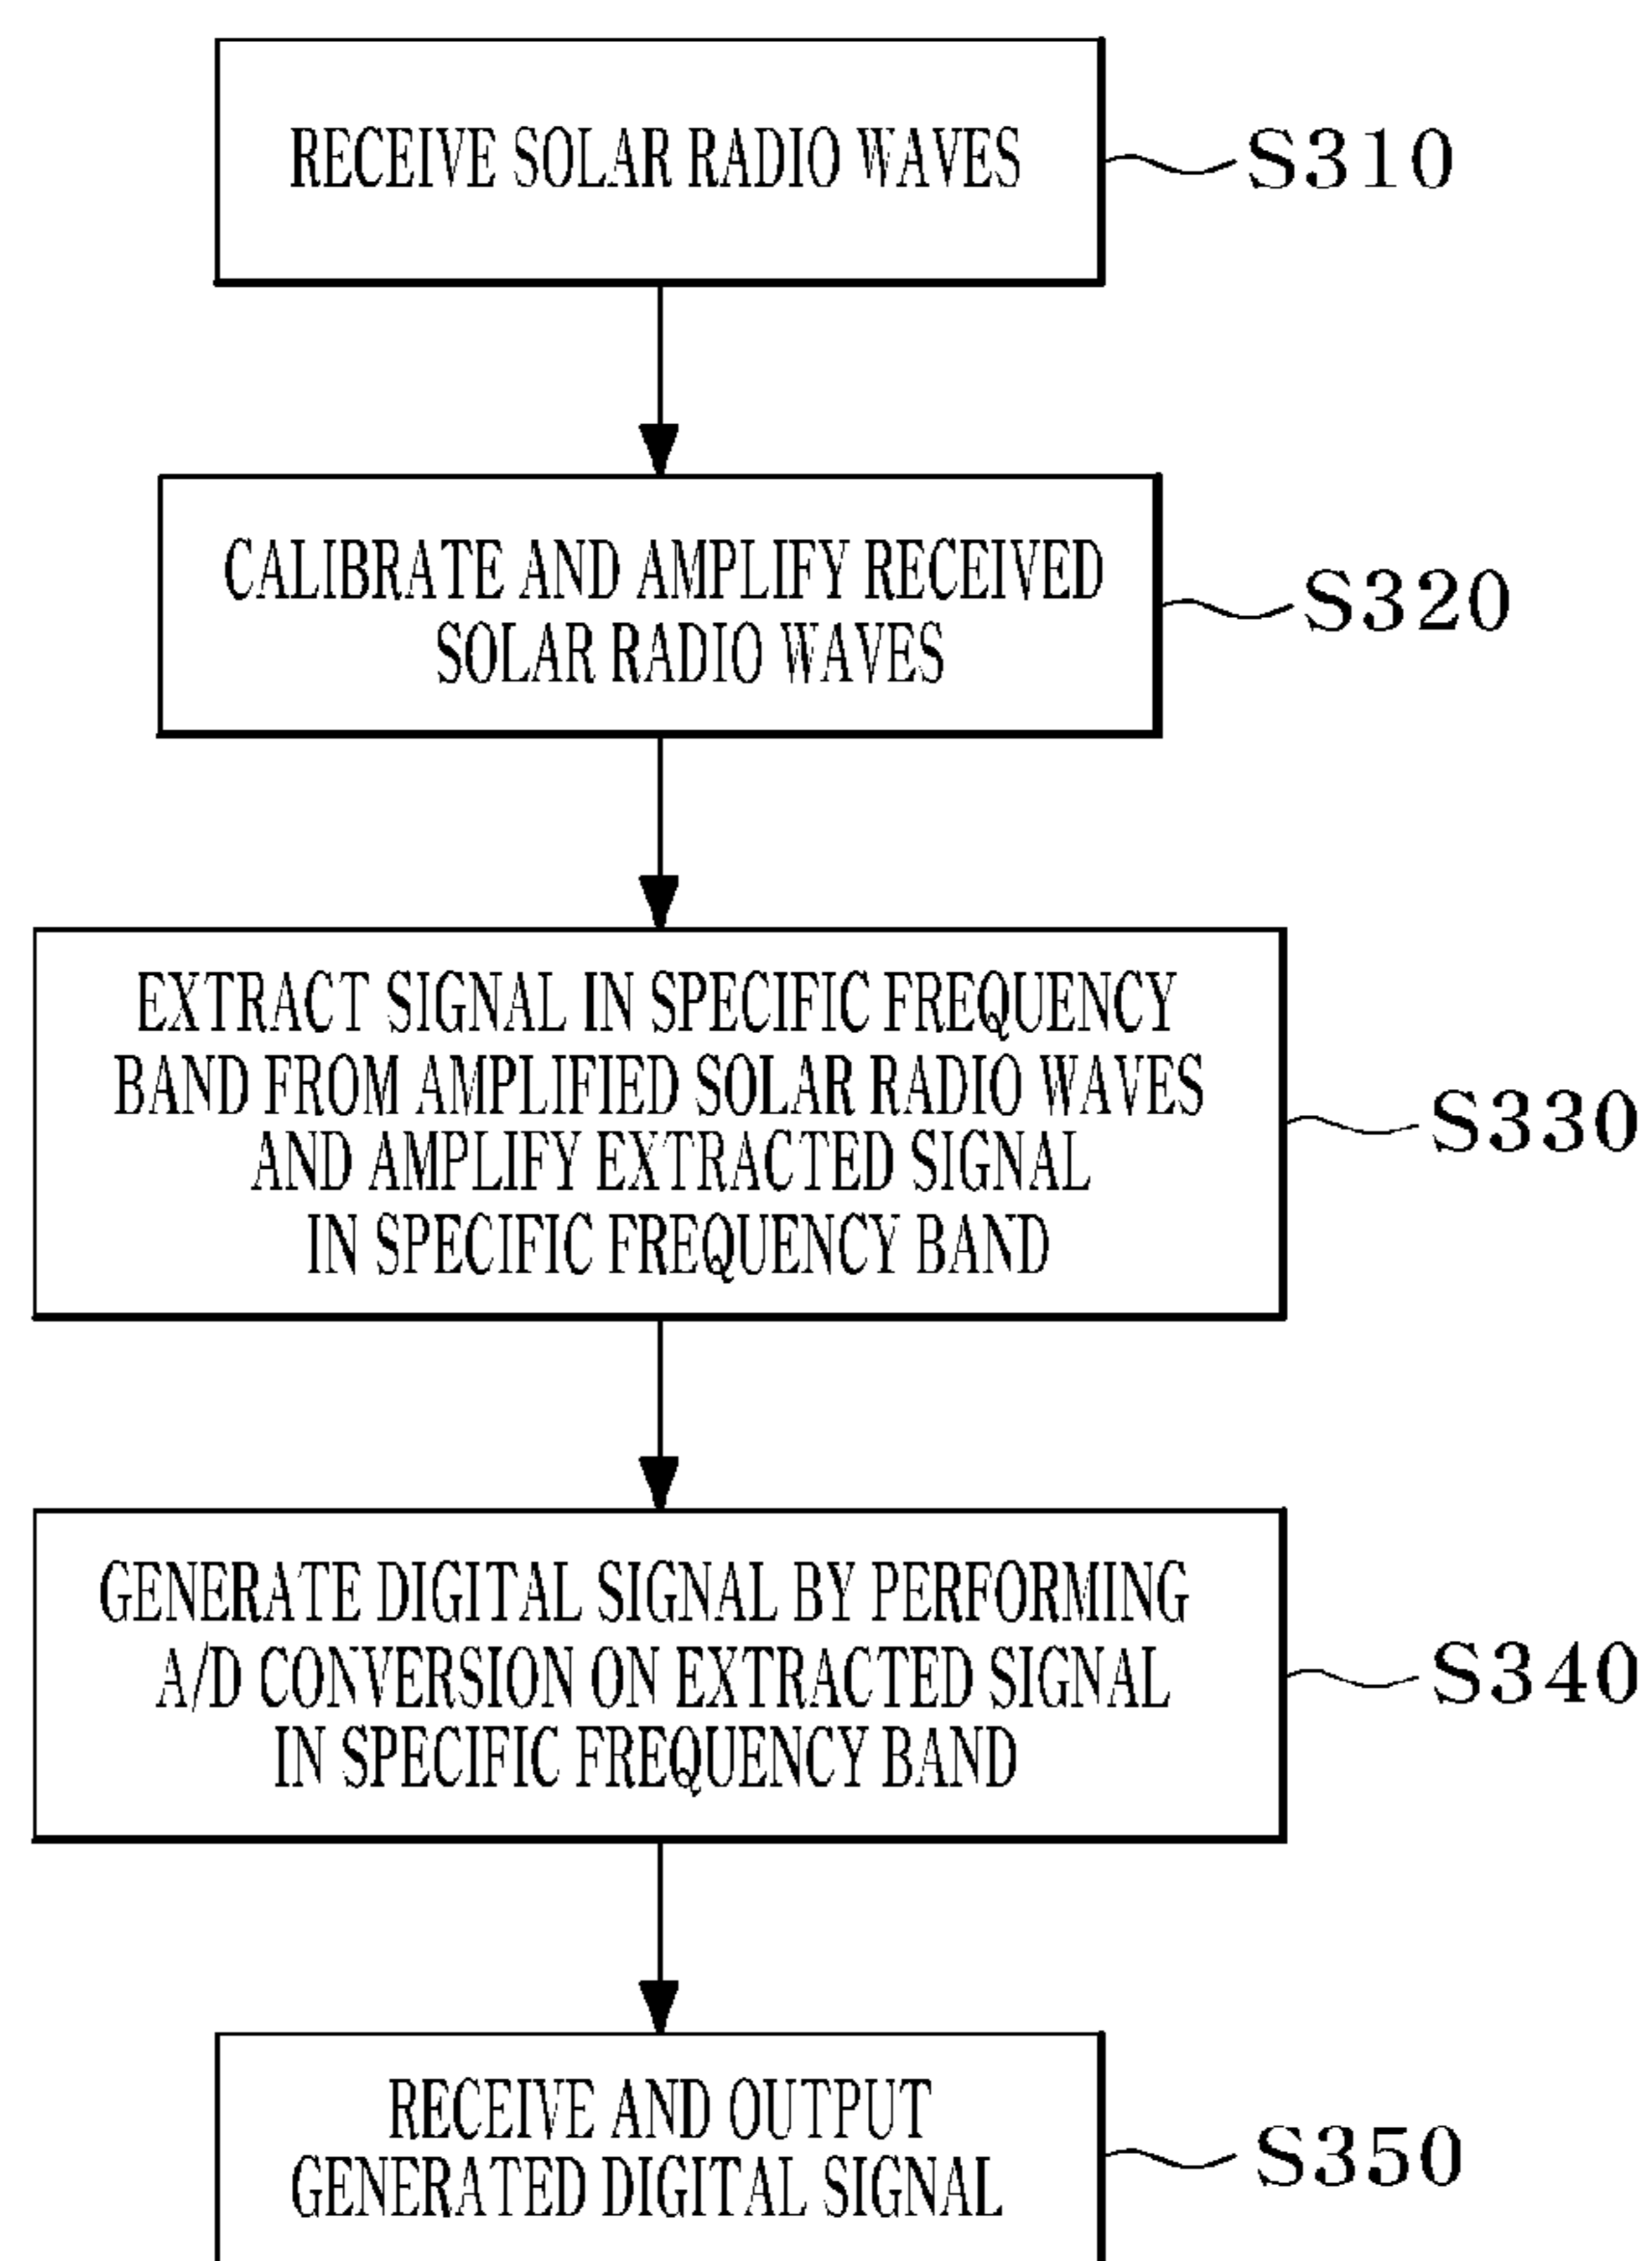 RECEIVE SOLAR RADIO WAVES
S310
CALIBRATE AND AMPLIFY RECEIVED
SOLAR RADIO WAVES
S320
EXTRACT SIGNAL IN SPECIFIC FREQUENCY
BAND FROM AMPLIFIED SOLAR RADIO WAVES
AND AMPLIFY EXTRACTED SIGNAL
IN SPECIFIC FREQUENCY BAND
S330
GENERATE DIGITAL SIGNAL BY PERFORMING
A/D CONVERSION ON EXTRACTED SIGNAL
IN SPECIFIC FREQUENCY BAND
S340
RECEIVE AND OUTPUT
GENERATED DIGITAL SIGNAL
S350